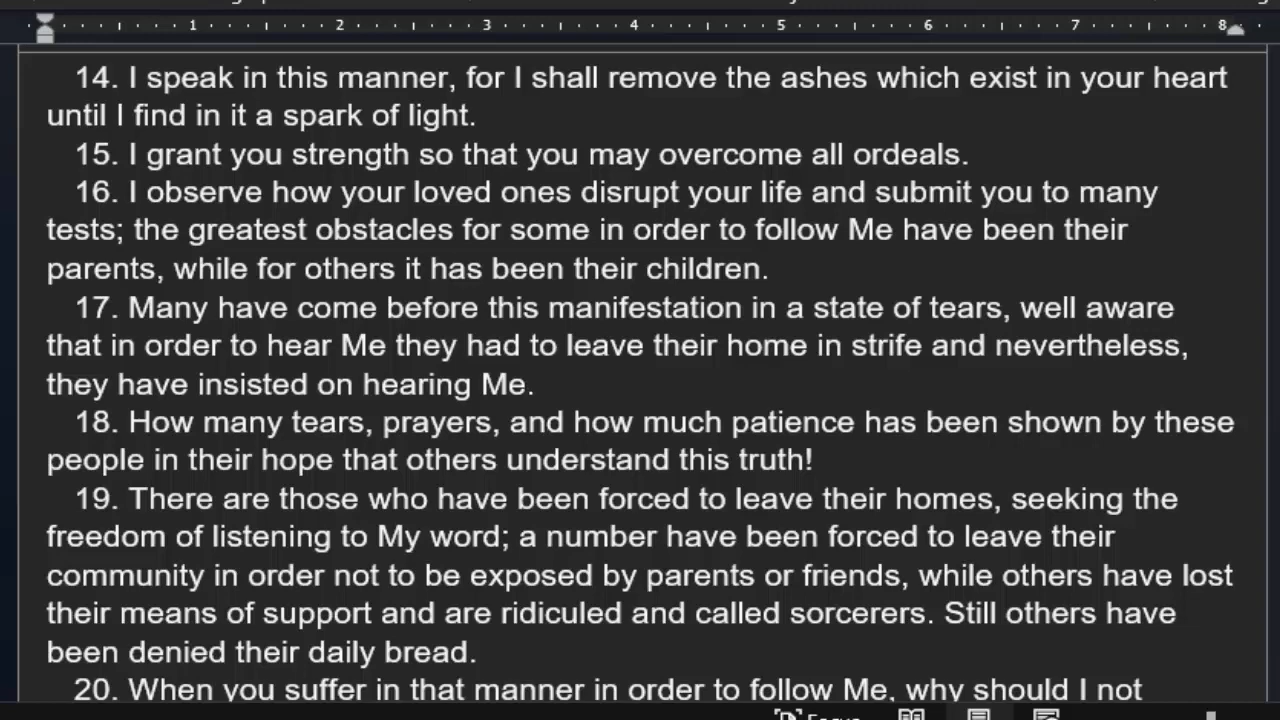 1 2 3 4 5 6 7 8
14. I speak in this manner, for I shall remove the ashes which exist in your heart
until I find in it a spark of light.
15. I grant you strength so that you may overcome all ordeals.
16. I observe how your loved ones disrupt your life and submit you to many
tests; the greatest obstacles for some in order to follow Me have been their
parents, while for others it has been their children.
17. Many have come before this manifestation in a state of tears, well aware
that in order to hear Me they had to leave their home in strife and nevertheless,
they have insisted on hearing Me.
18. How many tears, prayers, and how much patience has been shown by these
people in their hope that others understand this truth!
19. There are those who have been forced to leave their homes, seeking the
freedom of listening to My word; a number have been forced to leave their
community in order not to be exposed by parents or friends, while others have lost
their means of support and are ridiculed and called sorcerers. Still others have
been denied their daily bread.
20. When you suffer in that manner in order to follow Me, why should I not
Focus